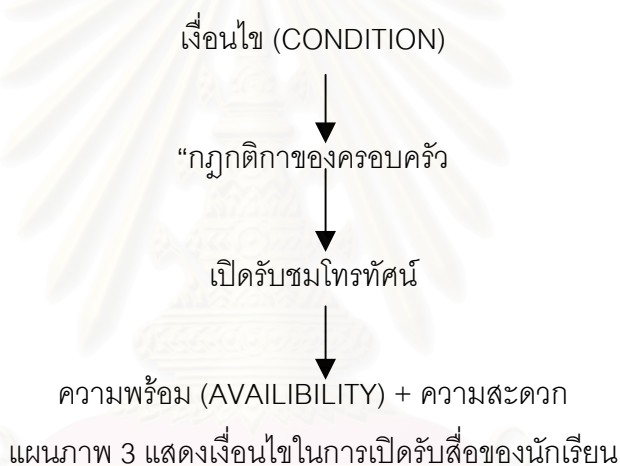 เงื่อนไข (CONDITION)
“กฎกติกาของครอบครัว
เปิดรับชมโทรทัศน์
ความพร้อม (AVAILIBILITY) + ความสะดวก
แผนภาพ 3 แสดงเงื่อนไขในการเปิดรับสื่อของนักเรียน